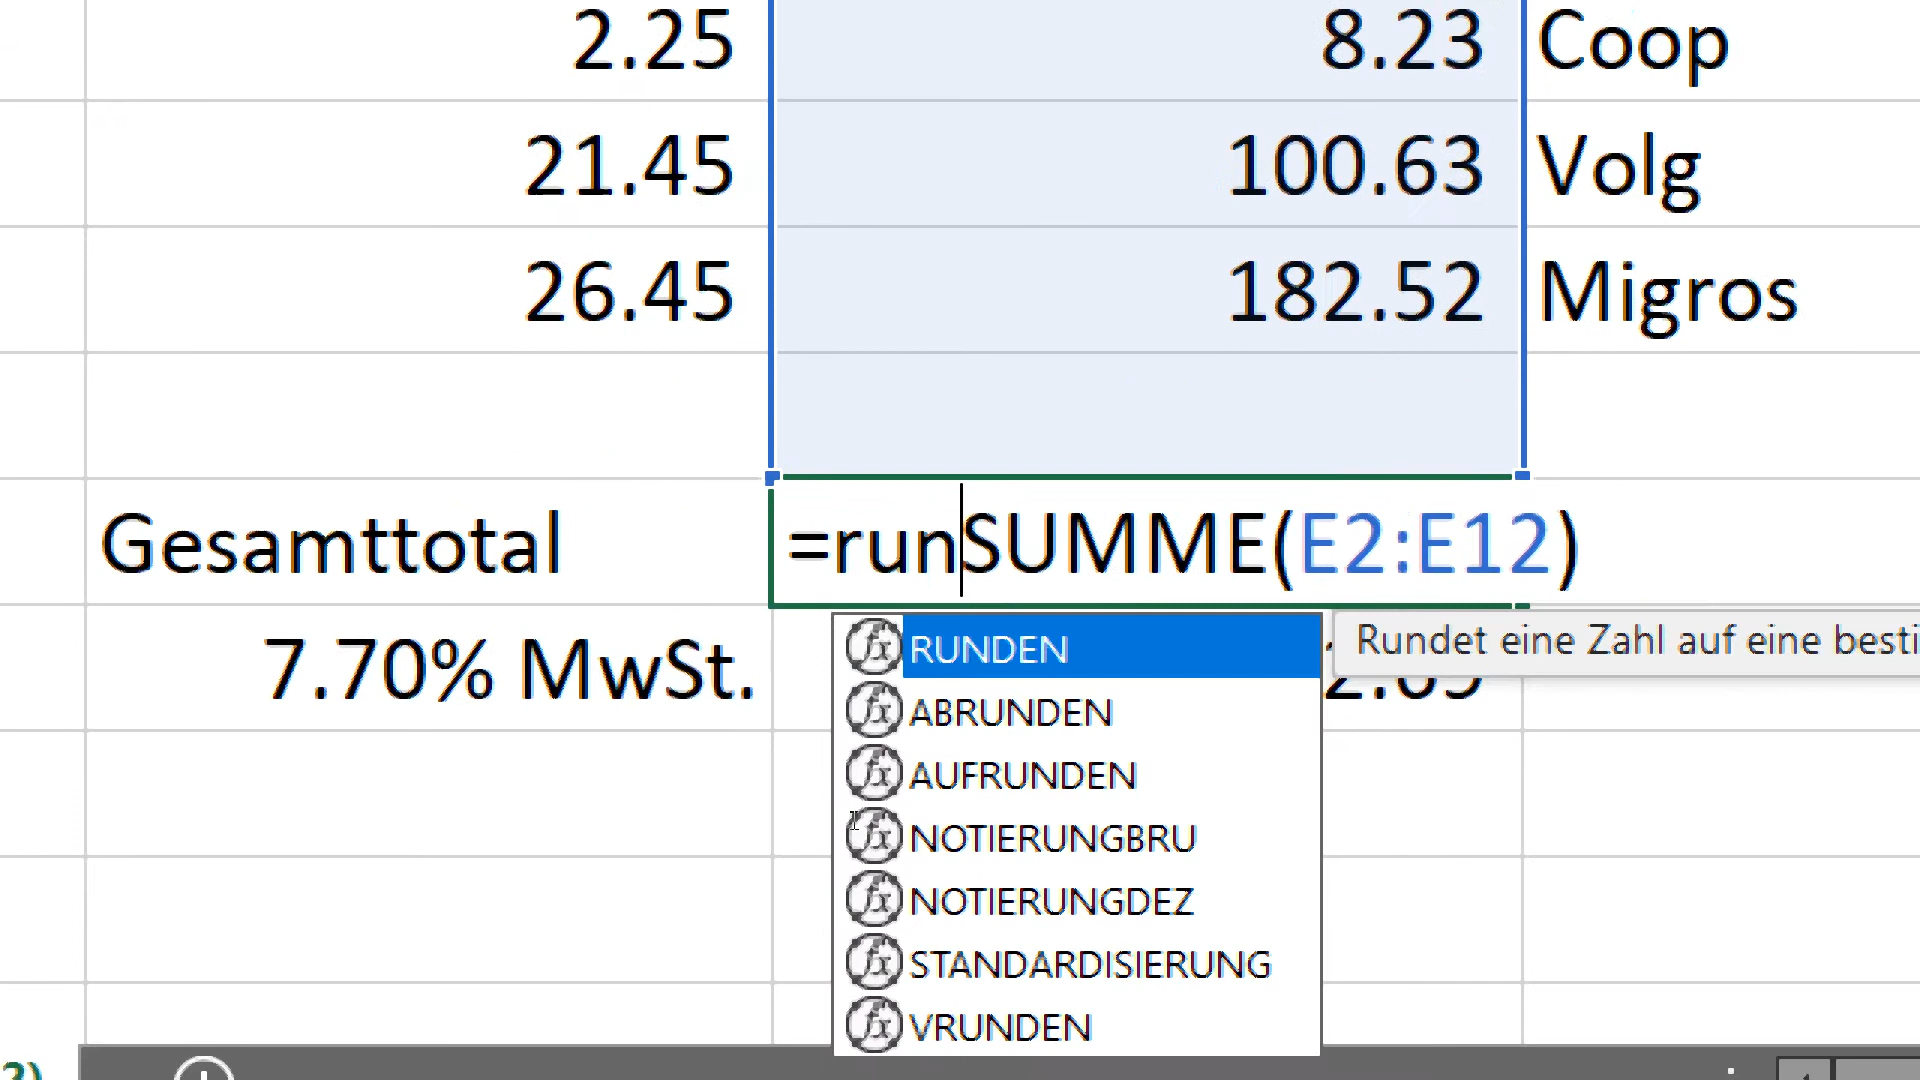 2.25 8.23 Coop
21.45 100.63 Volg
26.45 182.52 Migros
Gesamttotal =runSUMME(E2:E12)
7.70% MwSt.
RUNDEN Rundet eine Zahl auf eine besti
ABRUNDEN
AUFRUNDEN
NOTIERUNGBRU
NOTIERUNGDEZ
STANDARDISIERUNG
VRUNDEN